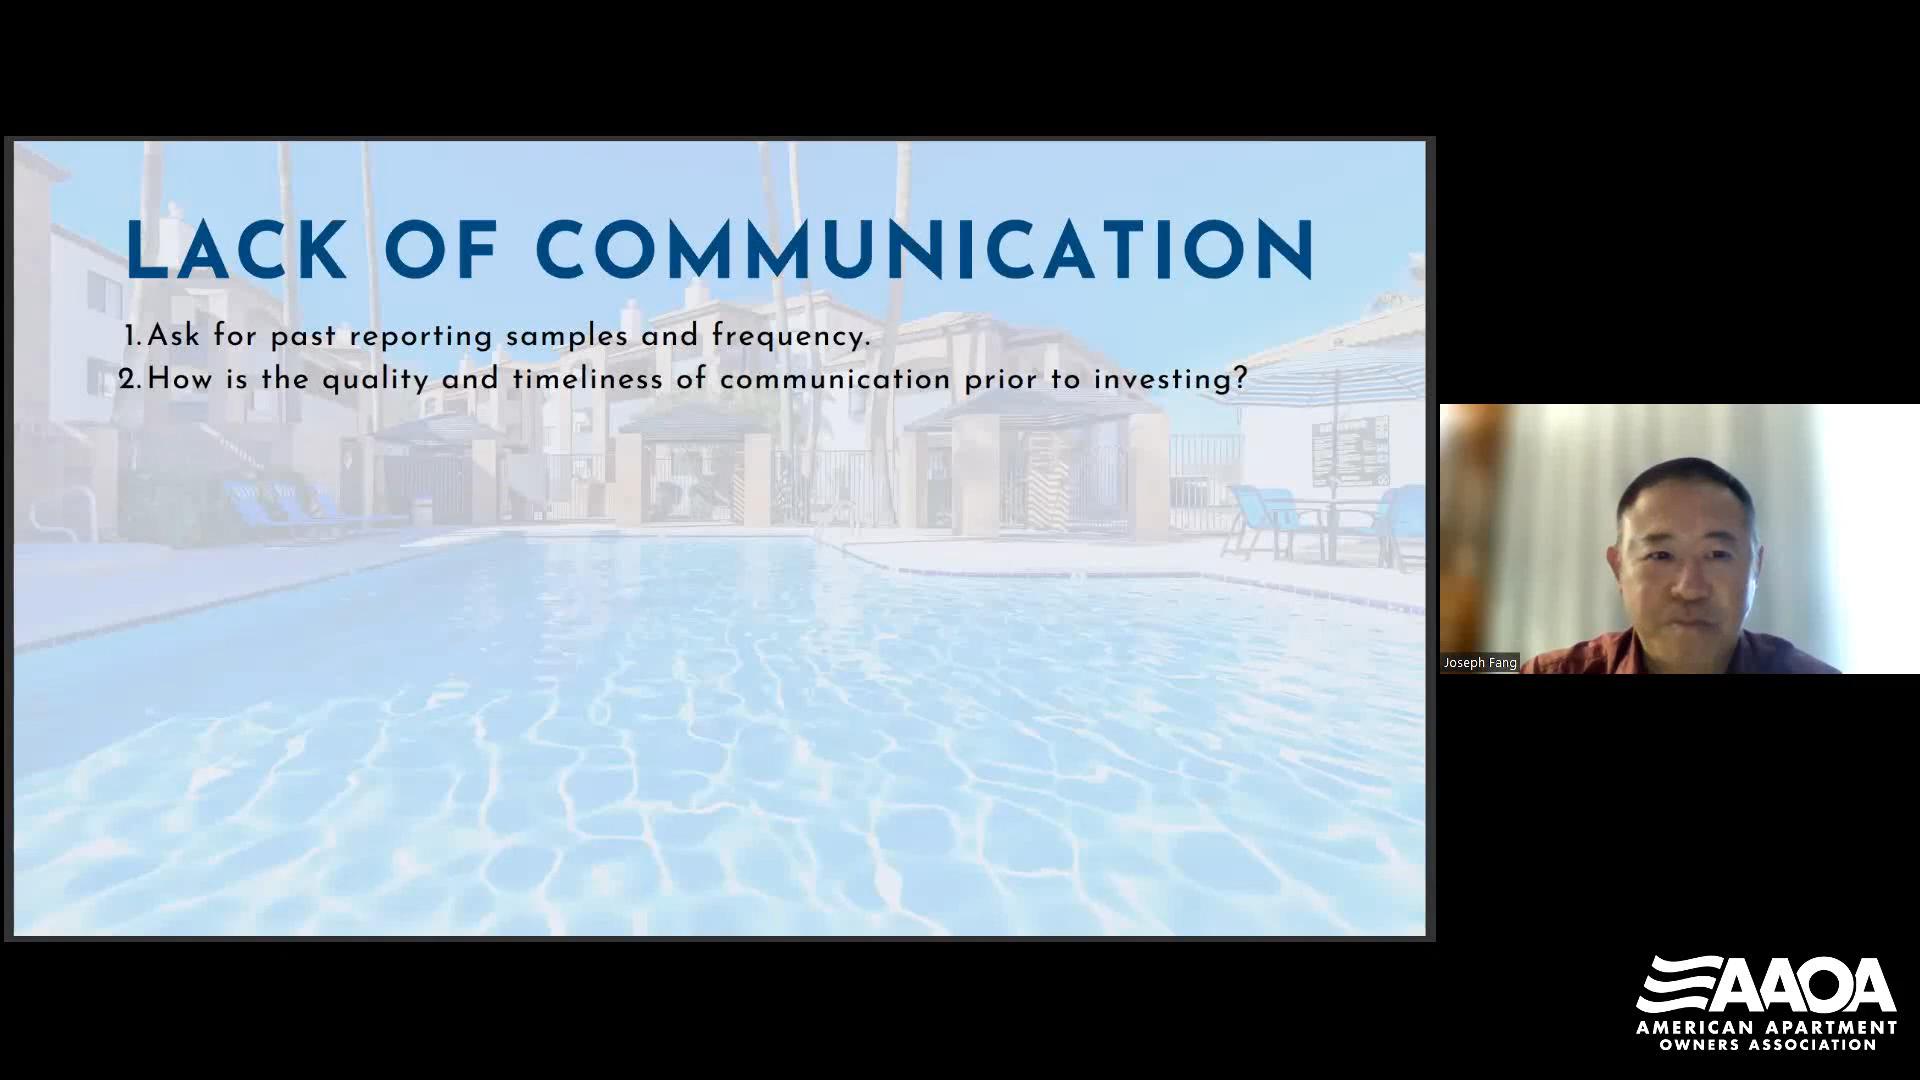 LACK OF COMMUNICATION
1. Ask for past reporting samples and frequency.
2. How is the quality and timeliness of communication prior to investing?
Joseph Fang
AAOA
AMERICAN APARTMENT
OWNERS ASSOCIATION